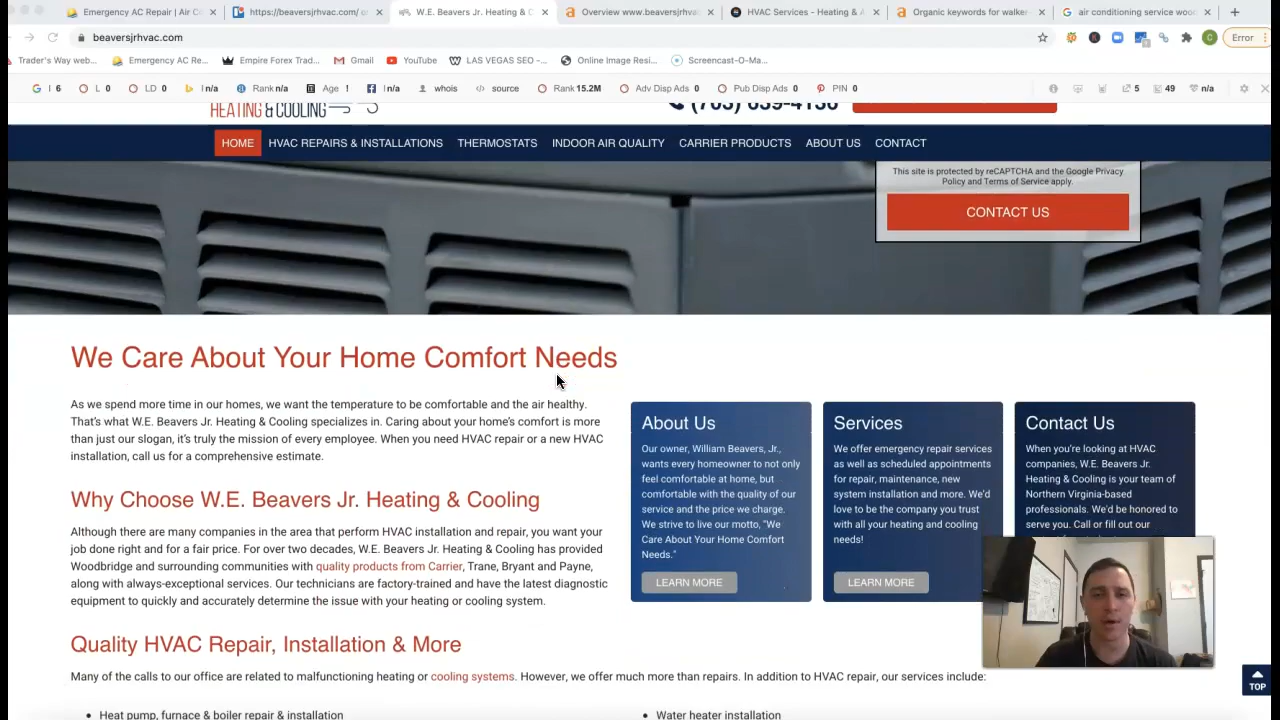 Emergency AC Repair | Air C
https://beaversjrhvac.com/ o
W.E. Beavers Jr. Heating & C
Overview www.beaversjrhvac
HVAC Services - Heating & A
Organic keywords for walker-
air conditioning service woo
beaversjrhvac.com
Error
Trader's Way web...
Emergency AC Re...
Empire Forex Trad...
Gmail
YouTube
LAS VEGAS SEO -...
Online Image Resi...
Screencast-O-Ma...
I 6
L 0
LD 0
I n/a
Rank n/a
Age !
I n/a
whois
source
Rank 15.2M
Adv Disp Ads 0
Pub Disp Ads 0
PIN 0
5
49
n/a
HEATING & COOLING
(703) 659-4136
HOME
HVAC REPAIRS & INSTALLATIONS
THERMOSTATS
INDOOR AIR QUALITY
CARRIER PRODUCTS
ABOUT US
CONTACT
This site is protected by reCAPTCHA and the Google Privacy
Policy and Terms of Service apply.
CONTACT US
We Care About Your Home Comfort Needs
As we spend more time in our homes, we want the temperature to be comfortable and the air healthy.
That's what W.E. Beavers Jr. Heating & Cooling specializes in. Caring about your home's comfort is more
than just our slogan, it's truly the mission of every employee. When you need HVAC repair or a new HVAC
installation, call us for a comprehensive estimate.
Why Choose W.E. Beavers Jr. Heating & Cooling
Although there are many companies in the area that perform HVAC installation and repair, you want your
job done right and for a fair price. For over two decades, W.E. Beavers Jr. Heating & Cooling has provided
Woodbridge and surrounding communities with quality products from Carrier, Trane, Bryant and Payne,
along with always-exceptional services. Our technicians are factory-trained and have the latest diagnostic
equipment to quickly and accurately determine the issue with your heating or cooling system.
About Us
Our owner, William Beavers, Jr.,
wants every homeowner to not only
feel comfortable at home, but
comfortable with the quality of our
service and the price we charge.
We strive to live our motto, "We
Care About Your Home Comfort
Needs."
LEARN MORE
Services
We offer emergency repair services
as well as scheduled appointments
for repair, maintenance, new
system installation and more. We'd
love to be the company you trust
with all your heating and cooling
needs!
LEARN MORE
Contact Us
When you're looking at HVAC
companies, W.E. Beavers Jr.
Heating & Cooling is your team of
Northern Virginia-based
professionals. We'd be honored to
serve you. Call or fill out our
Quality HVAC Repair, Installation & More
Many of the calls to our office are related to malfunctioning heating or cooling systems. However, we offer much more than repairs. In addition to HVAC repair, our services include:
Heat pump, furnace & boiler repair & installation
Water heater installation
TOP